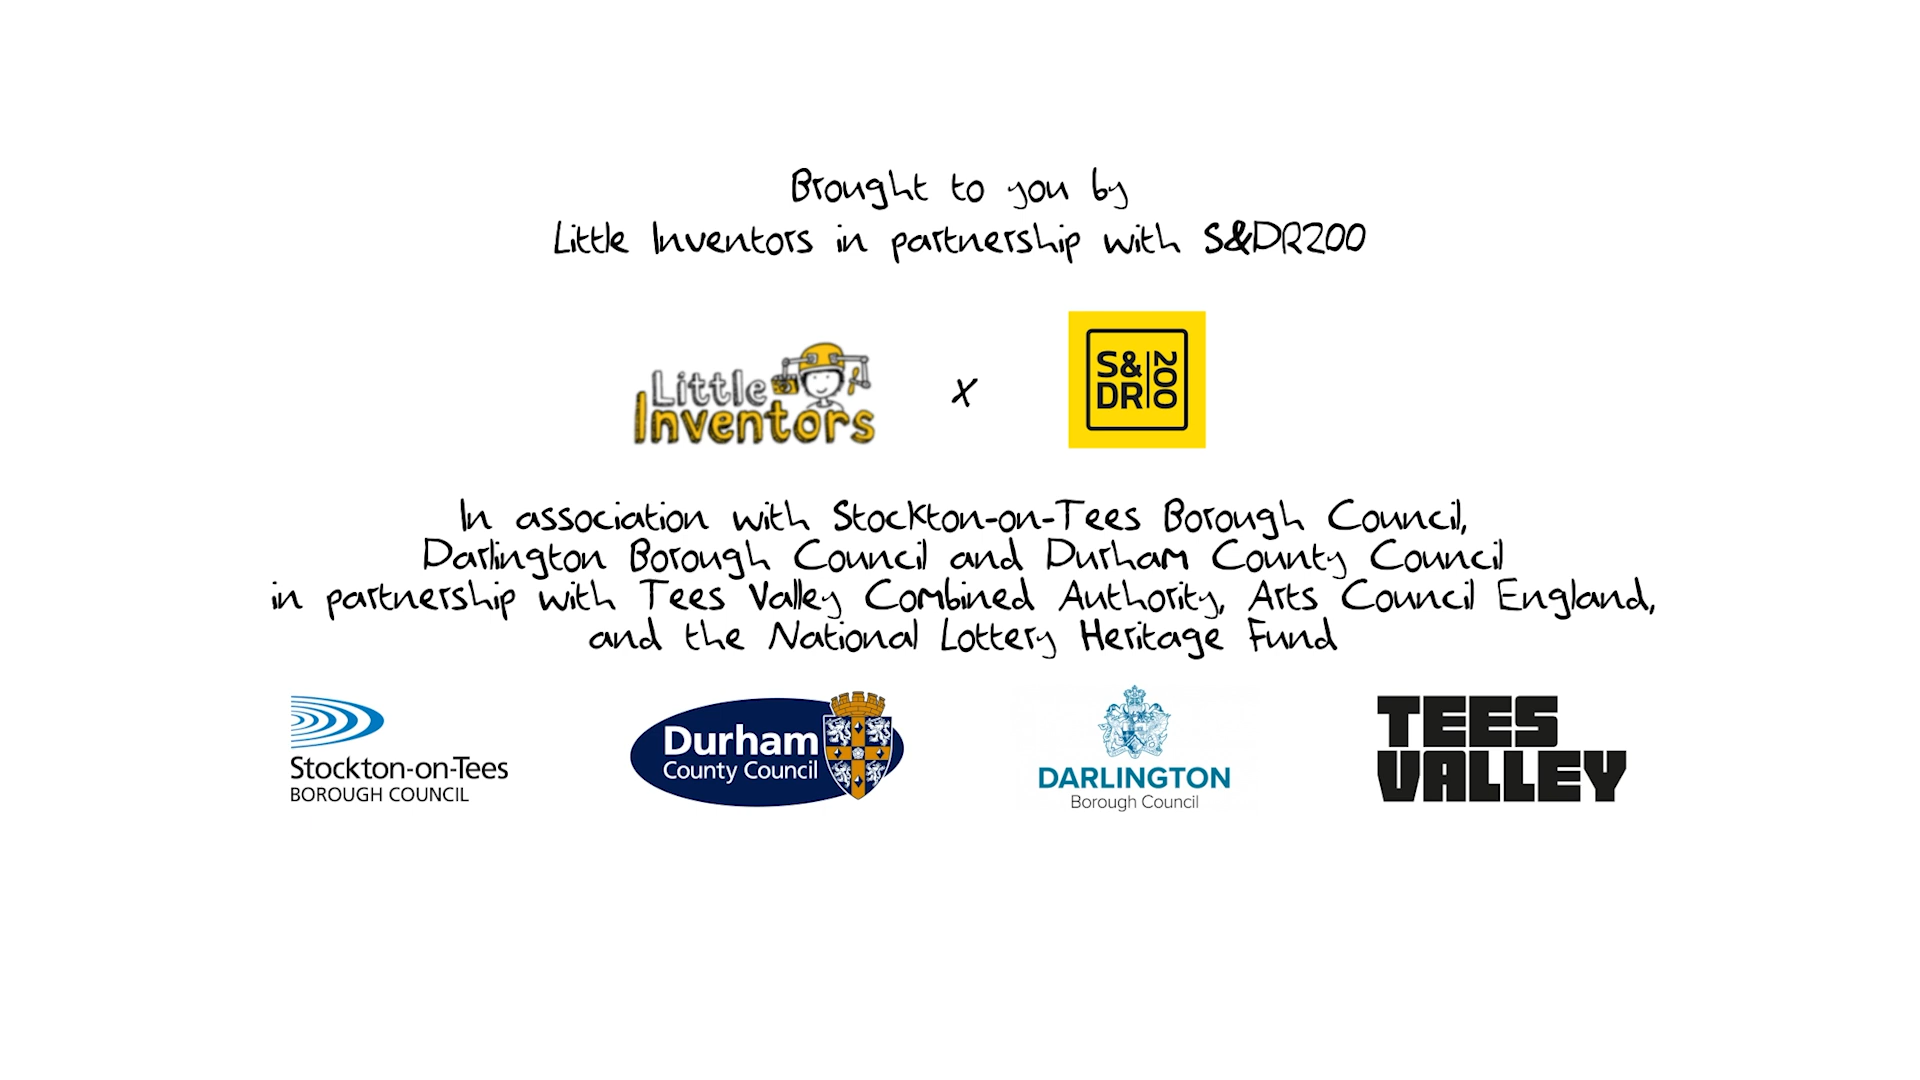 Brought to you by
Little Inventors in partnership with S&DR200
Little
Inventors
x
S&
DR
200
In association with Stockton-on-Tees Borough Council,
Darlington Borough Council and Durham County Council
in partnership with Tees Valley Combined Authority, Arts Council England,
and the National Lottery Heritage Fund
Stockton-on-Tees
BOROUGH COUNCIL
Durham
County Council
DARLINGTON
Borough Council
TEES
VALLEY